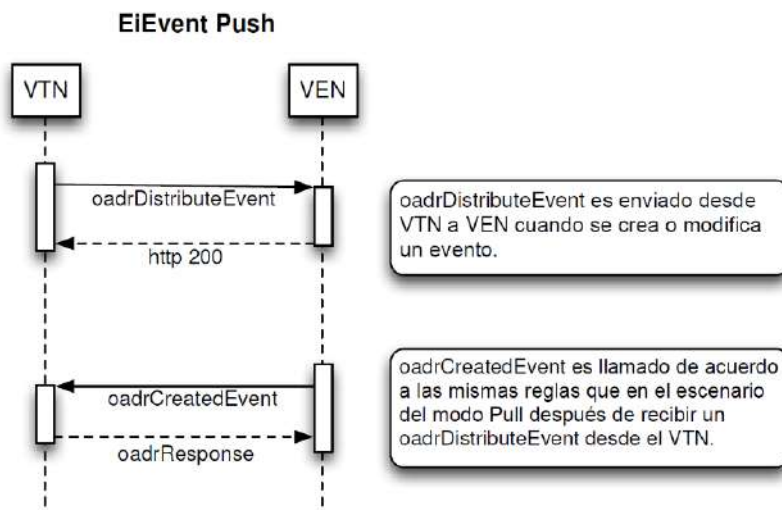 EiEvent Push
VTN
VEN
oadrDistributeEvent
http 200
oadrDistributeEvent es enviado desde
VTN a VEN cuando se crea o modifica
un evento.
oadrCreatedEvent
oadrResponse
oadrCreatedEvent es llamado de acuerdo
a las mismas reglas que en el escenario
del modo Pull después de recibir un
oadrDistributeEvent desde el VTN.